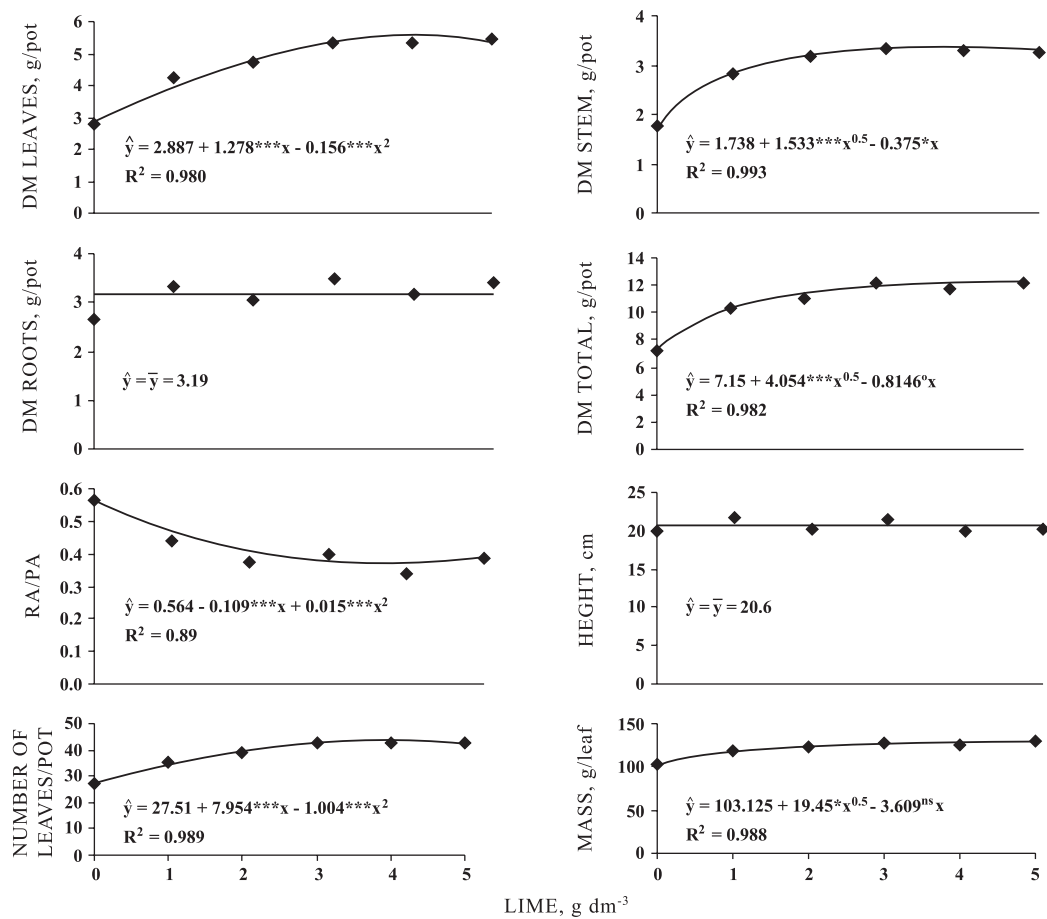 DM LEAVES, g/pot
6
5
4
3
2
1
0
ŷ = 2.887 + 1.278***x - 0.156***x²
R² = 0.980
DM STEM, g/pot
4
3
2
1
0
ŷ = 1.738 + 1.533***x^0.5 - 0.375*x
R² = 0.993
DM ROOTS, g/pot
4
3
2
1
0
ŷ = y̅ = 3.19
DM TOTAL, g/pot
14
12
10
8
6
4
2
0
ŷ = 7.15 + 4.054***x^0.5 - 0.8146°x
R² = 0.982
RA/PA
0.6
0.5
0.4
0.3
0.2
0.1
0.0
ŷ = 0.564 - 0.109***x + 0.015***x²
R² = 0.89
HEGHT, cm
25
20
15
10
5
0
ŷ = y̅ = 20.6
NUMBER OF
LEAVES/POT
50
40
30
20
10
0
ŷ = 27.51 + 7.954***x - 1.004***x²
R² = 0.989
0 1 2 3 4 5
MASS, g/leaf
150
100
50
0
ŷ = 103.125 + 19.45*x^0.5 - 3.609^ns x
R² = 0.988
0 1 2 3 4 5
LIME, g dm⁻³